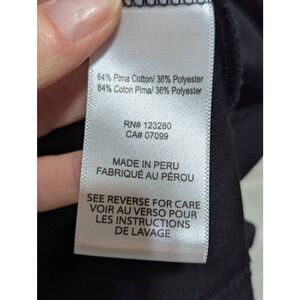 64% Pima Cotton/ 36% Polyester
64% Coton Pima/ 36% Polyester
RN# 123280
CA# 07099
MADE IN PERU
FABRIQUÉ AU PÉROU
SEE REVERSE FOR CARE
VOIR AU VERSO POUR
LES INSTRUCTIONS
DE LAVAGE